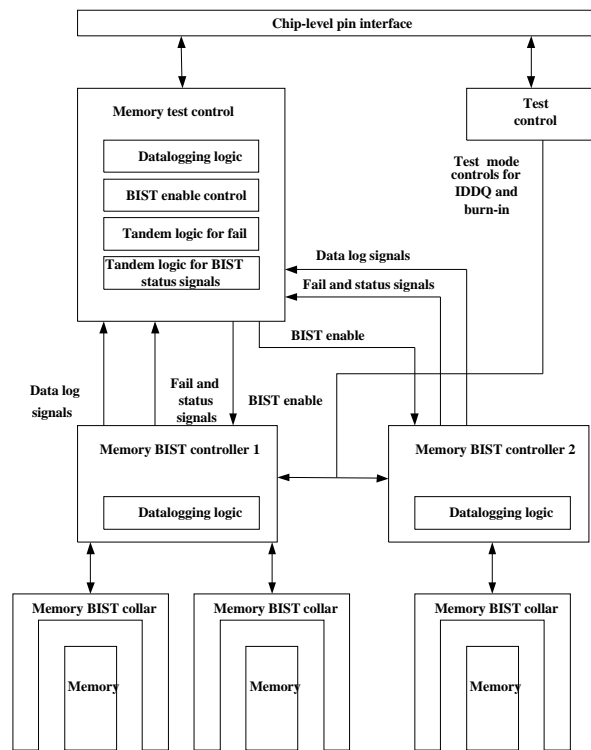 Chip-level pin interface
Memory test control
Test
control
Datalogging logic
BIST enable control
Tandem logic for fail
Tandem logic for BIST
status signals
Test mode
controls for
IDDQ and
burn-in
Data log signals
Fail and status signals
BIST enable
Data log
signals
Fail and
status
signals
BIST enable
Memory BIST controller 1
Datalogging logic
Memory BIST controller 2
Datalogging logic
Memory BIST collar
Memory
Memory BIST collar
Memory
Memory BIST collar
Memory